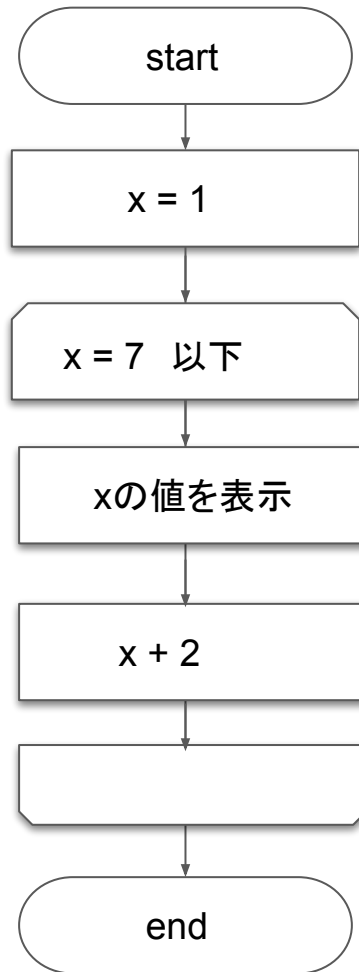 start
x = 1
x = 7　以下
xの値を表示
x + 2
end